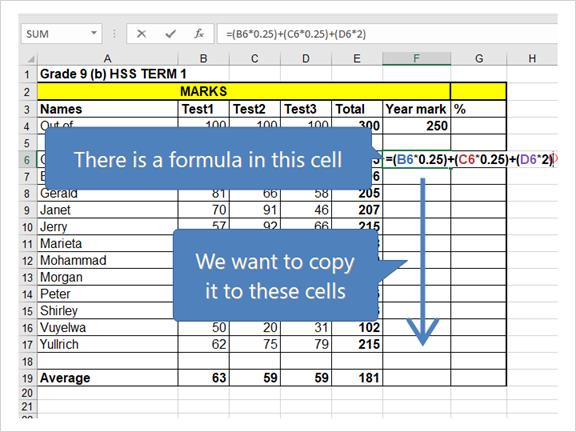 SUM =(B6*0.25)+(C6*0.25)+(D6*2)
A B C D E F G H
1 Grade 9 (b) HSS TERM 1
2 MARKS
3 Names Test1 Test2 Test3 Total Year mark %
4 Out of 100 100 100 300 250
5
6 =(B6*0.25)+(C6*0.25)+(D6*2)
There is a formula in this cell
7
8 Gerald 81 66 58 205
9 Janet 70 91 46 207
10 Jerry 57 92 66 215
11 Marieta
12 Mohammad
13 Morgan
14 Peter
15 Shirley
We want to copy
it to these cells
16 Vuyelwa 50 20 31 102
17 Yullrich 62 75 79 215
18
19 Average 63 59 59 181
20
21